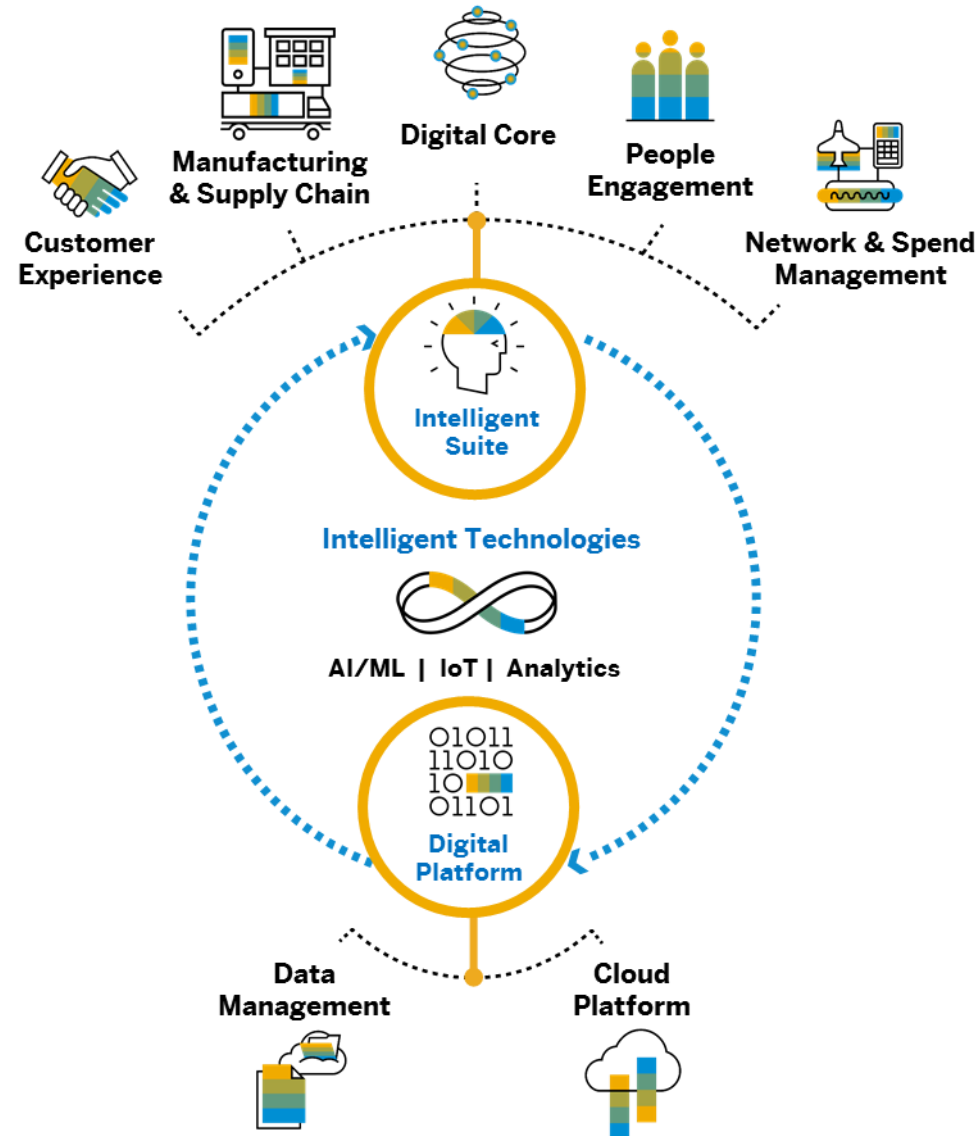 Digital Core
Manufacturing
& Supply Chain
People
Engagement
Customer
Experience
Network & Spend
Management
Intelligent
Suite
Intelligent Technologies
AI/ML | IoT | Analytics
01011
11010
10
01101
Digital
Platform
Data
Management
Cloud
Platform